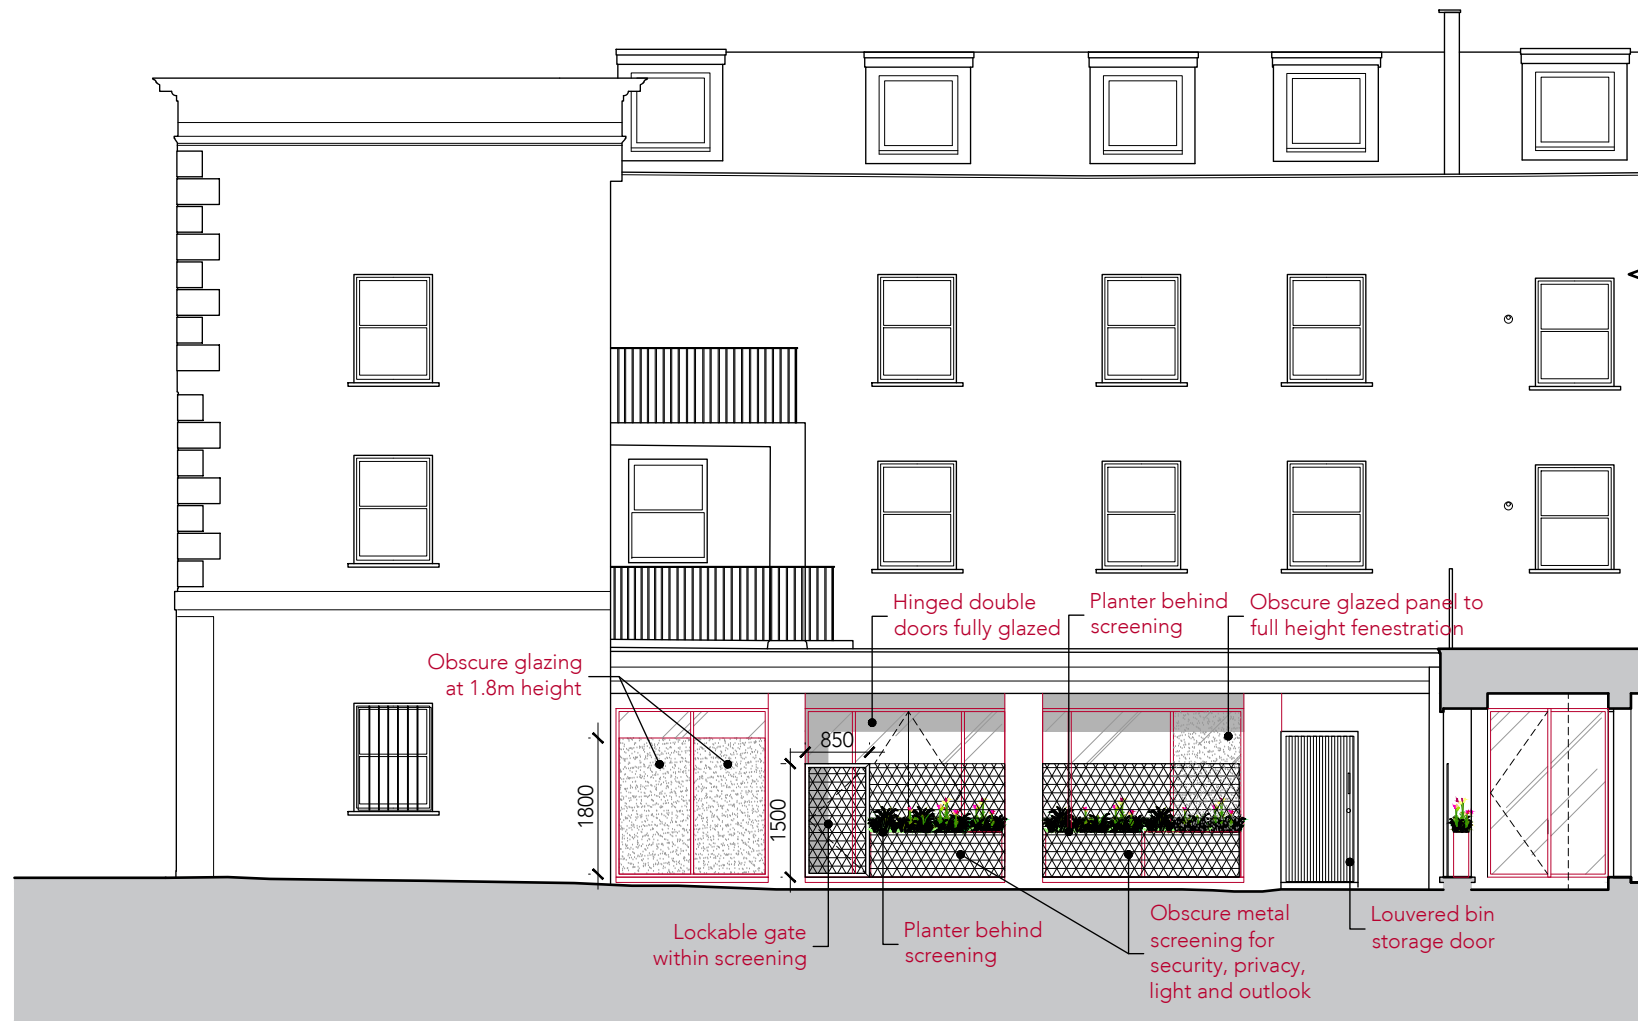 Hinged double
doors fully glazed
Planter behind
screening
Obscure glazed panel to
full height fenestration
Obscure glazing
at 1.8m height
850
1800
1500
Lockable gate
within screening
Planter behind
screening
Obscure metal
screening for
security, privacy,
light and outlook
Louvered bin
storage door